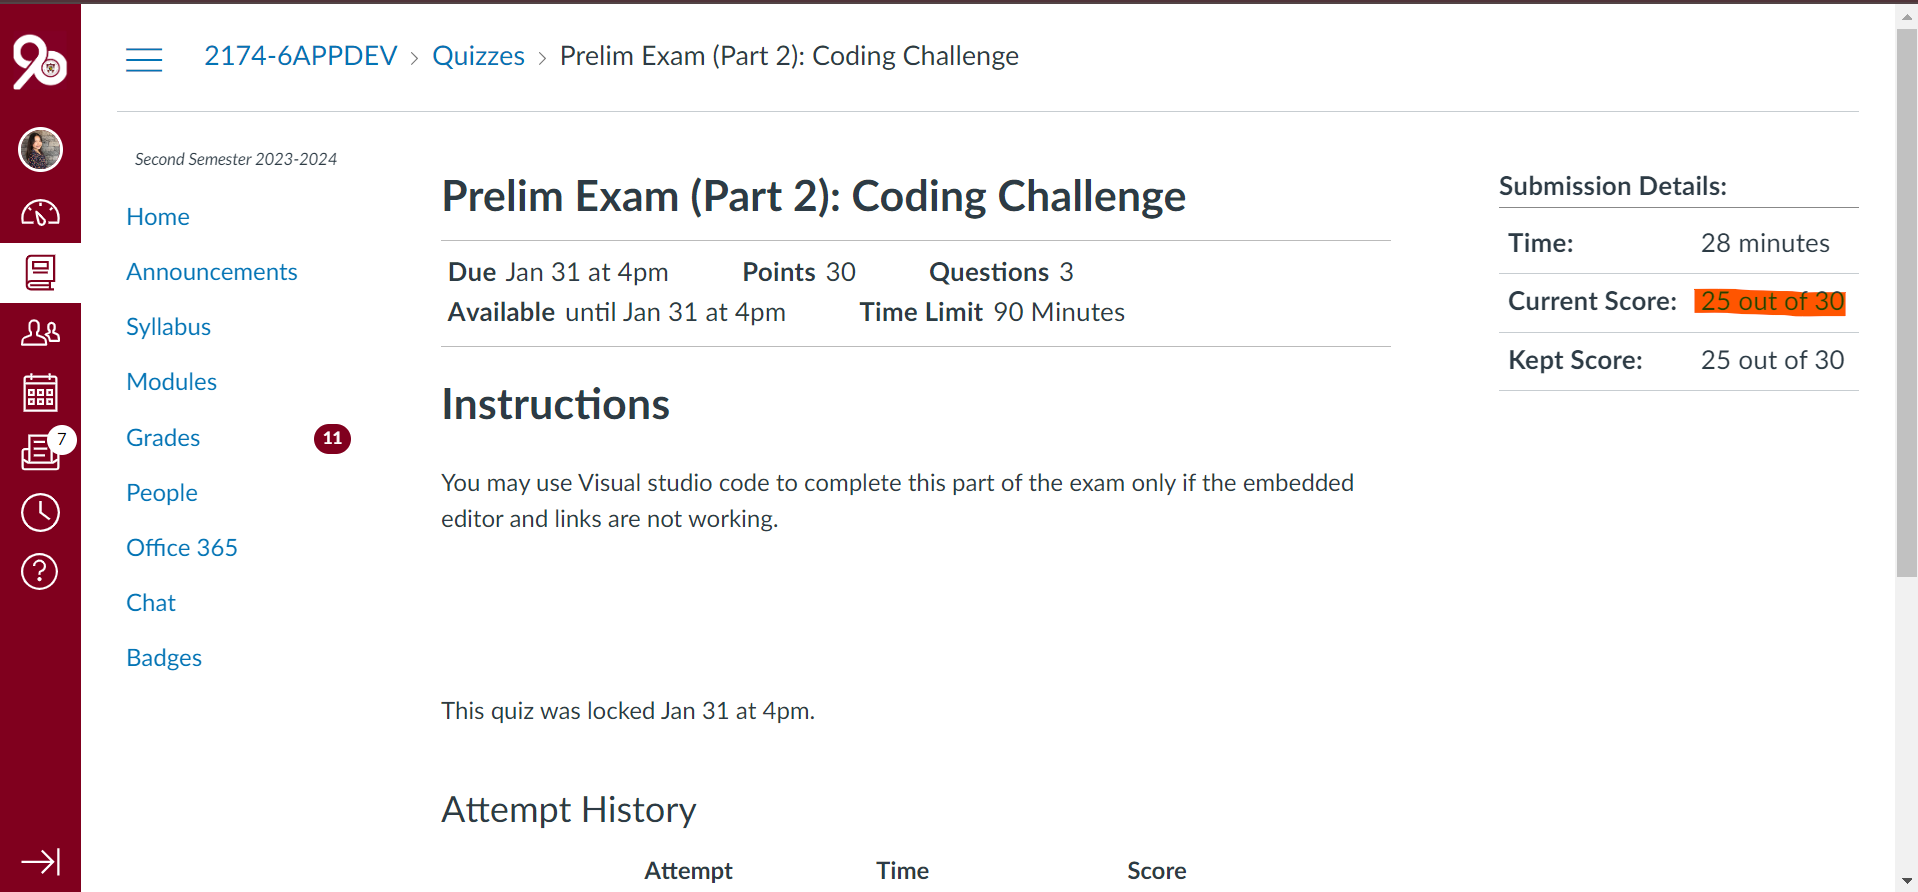 90
2174-6APPDEV > Quizzes > Prelim Exam (Part 2): Coding Challenge
Second Semester 2023-2024
Home
Announcements
Syllabus
Modules
Grades 11
People
Office 365
Chat
Badges
7
Prelim Exam (Part 2): Coding Challenge
Due Jan 31 at 4pm Points 30 Questions 3
Available until Jan 31 at 4pm Time Limit 90 Minutes
Instructions
You may use Visual studio code to complete this part of the exam only if the embedded
editor and links are not working.
This quiz was locked Jan 31 at 4pm.
Attempt History
Attempt Time Score
Submission Details:
Time: 28 minutes
Current Score: 25 out of 30
Kept Score: 25 out of 30